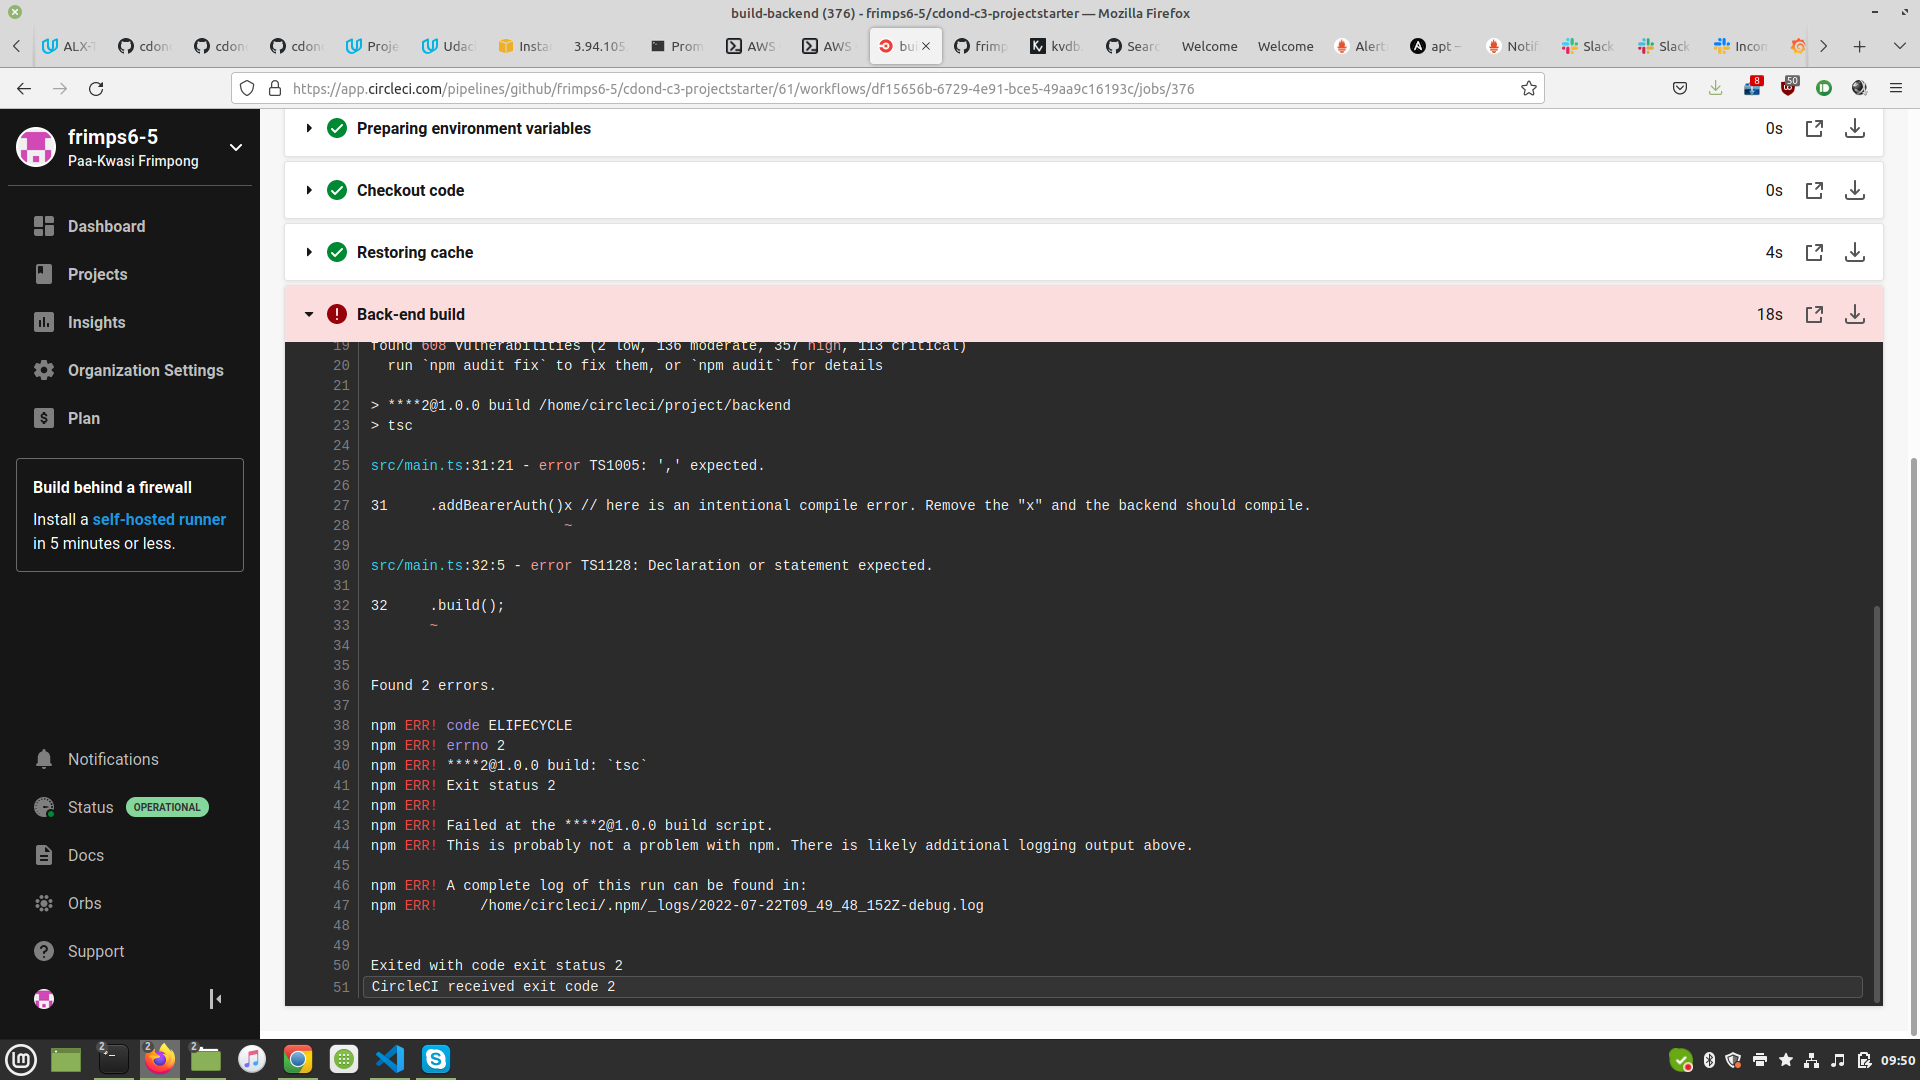 build-backend (376) - frimps6-5/cdond-c3-projectstarter — Mozilla Firefox
ALX-T
cdon
cdon
cdon
Proje
Udac
Insta
3.94.105.
Prom
AWS
AWS
bui
frimp
kvdb.
Searc
Welcome
Welcome
Alert
apt –
Notif
Slack
Slack
Incom
https://app.circleci.com/pipelines/github/frimps6-5/cdond-c3-projectstarter/61/workflows/df15656b-6729-4e91-bce5-49aa9c16193c/jobs/376
8
50
frimps6-5
Paa-Kwasi Frimpong
Dashboard
Projects
Insights
Organization Settings
Plan
Build behind a firewall
Install a self-hosted runner
in 5 minutes or less.
Notifications
Status OPERATIONAL
Docs
Orbs
Support
Preparing environment variables 0s
Checkout code 0s
Restoring cache 4s
Back-end build 18s
19 found 608 vulnerabilities (2 low, 136 moderate, 357 high, 113 critical)
20 run `npm audit fix` to fix them, or `npm audit` for details
21
22 > ****2@1.0.0 build /home/circleci/project/backend
23 > tsc
24
25 src/main.ts:31:21 - error TS1005: ',' expected.
26
27 31 .addBearerAuth()x // here is an intentional compile error. Remove the "x" and the backend should compile.
28 ~
29
30 src/main.ts:32:5 - error TS1128: Declaration or statement expected.
31
32 32 .build();
33 ~
34
35
36 Found 2 errors.
37
38 npm ERR! code ELIFECYCLE
39 npm ERR! errno 2
40 npm ERR! ****2@1.0.0 build: `tsc`
41 npm ERR! Exit status 2
42 npm ERR!
43 npm ERR! Failed at the ****2@1.0.0 build script.
44 npm ERR! This is probably not a problem with npm. There is likely additional logging output above.
45
46 npm ERR! A complete log of this run can be found in:
47 npm ERR! /home/circleci/.npm/_logs/2022-07-22T09_49_48_152Z-debug.log
48
49
50 Exited with code exit status 2
51 CircleCI received exit code 2
2
2
2
09:50